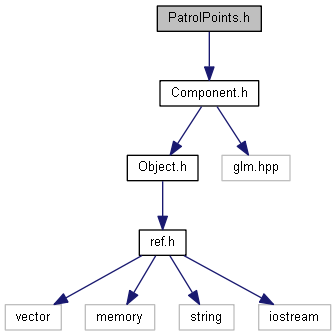 PatrolPoints.h
Component.h
Object.h
glm.hpp
ref.h
vector
memory
string
iostream